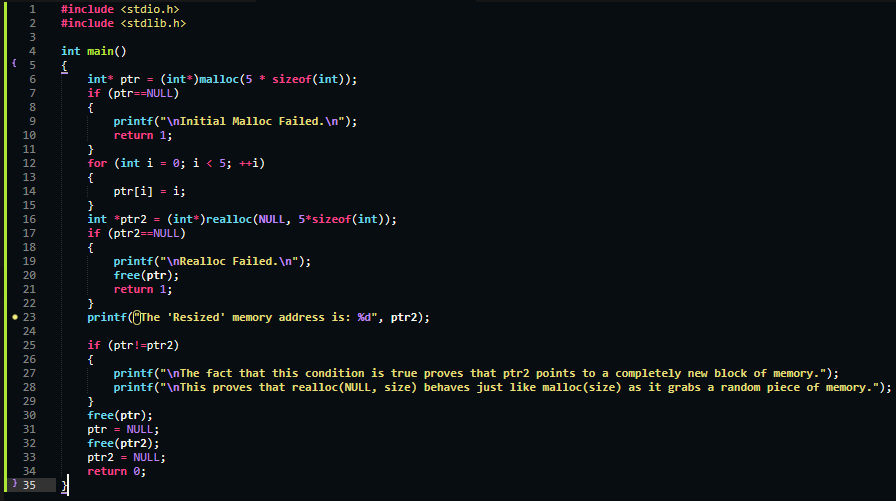 1 #include <stdio.h>
2 #include <stdlib.h>
3
4 int main()
5 {
6 int* ptr = (int*)malloc(5 * sizeof(int));
7 if (ptr==NULL)
8 {
9 printf("\nInitial Malloc Failed.\n");
10 return 1;
11 }
12 for (int i = 0; i < 5; ++i)
13 {
14 ptr[i] = i;
15 }
16 int *ptr2 = (int*)realloc(NULL, 5*sizeof(int));
17 if (ptr2==NULL)
18 {
19 printf("\nRealloc Failed.\n");
20 free(ptr);
21 return 1;
22 }
23 printf("The 'Resized' memory address is: %d", ptr2);
24
25 if (ptr!=ptr2)
26 {
27 printf("\nThe fact that this condition is true proves that ptr2 points to a completely new block of memory.");
28 printf("\nThis proves that realloc(NULL, size) behaves just like malloc(size) as it grabs a random piece of memory.");
29 }
30 free(ptr);
31 ptr = NULL;
32 free(ptr2);
33 ptr2 = NULL;
34 return 0;
35 }